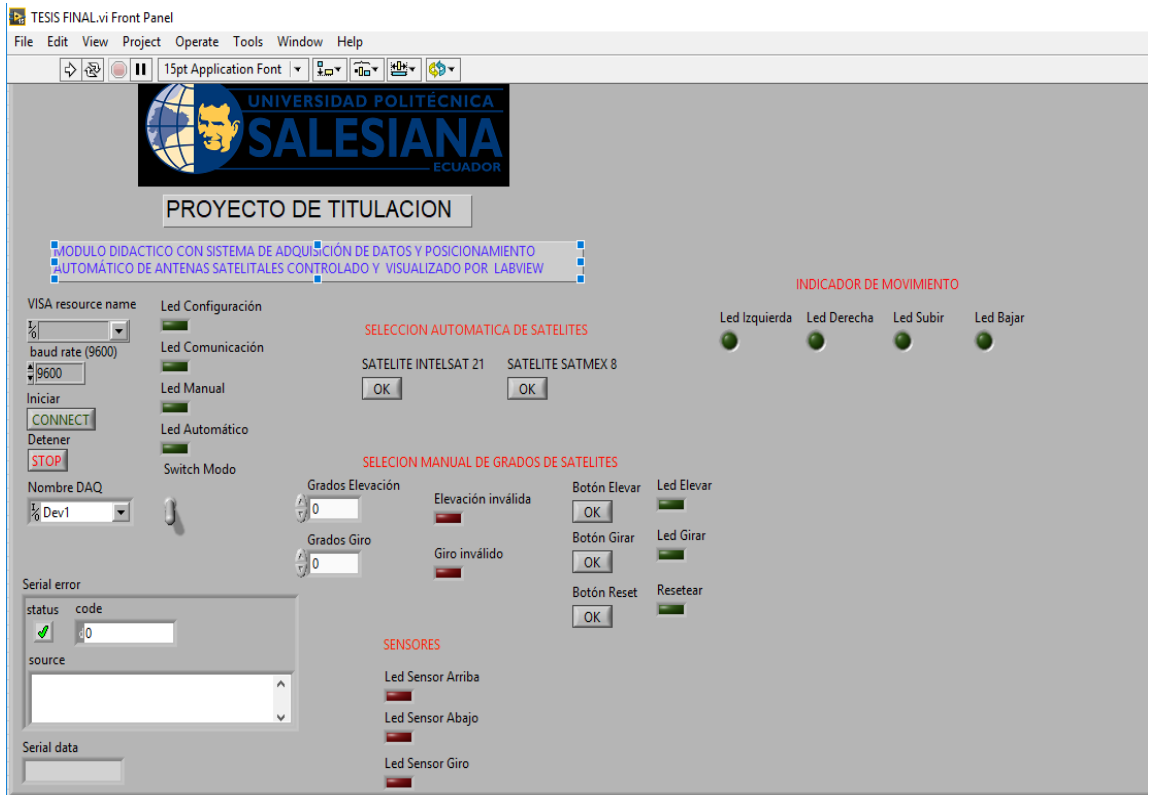 TESIS FINAL.vi Front Panel
File Edit View Project Operate Tools Window Help
15pt Application Font
UNIVERSIDAD POLITÉCNICA
SALESIANA
ECUADOR
PROYECTO DE TITULACION
MODULO DIDACTICO CON SISTEMA DE ADQUISICIÓN DE DATOS Y POSICIONAMIENTO
AUTOMÁTICO DE ANTENAS SATELITALES CONTROLADO Y VISUALIZADO POR LABVIEW
INDICADOR DE MOVIMIENTO
Led Izquierda Led Derecha Led Subir Led Bajar
VISA resource name
baud rate (9600)
9600
Iniciar
CONNECT
Detener
STOP
Nombre DAQ
Dev1
Led Configuración
Led Comunicación
Led Manual
Led Automático
Switch Modo
SELECCION AUTOMATICA DE SATELITES
SATELITE INTELSAT 21 SATELITE SATMEX 8
OK OK
SELECION MANUAL DE GRADOS DE SATELITES
Grados Elevación
0
Grados Giro
0
Elevación inválida
Giro inválido
Botón Elevar Led Elevar
OK
Botón Girar Led Girar
OK
Botón Reset Resetear
OK
Serial error
status code
d0
source
Serial data
SENSORES
Led Sensor Arriba
Led Sensor Abajo
Led Sensor Giro